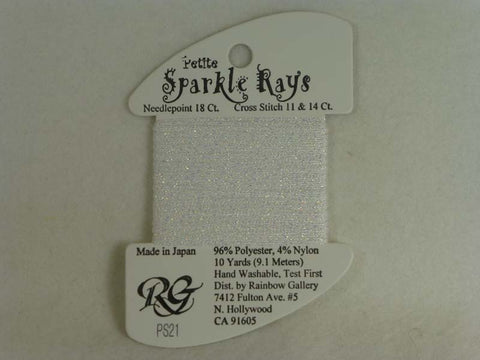 Petite
Sparkle Rays
Needlepoint 18 Ct. Cross Stitch 11 & 14 Ct.
Made in Japan
96% Polyester, 4% Nylon
10 Yards (9.1 Meters)
Hand Washable, Test First
Dist. by Rainbow Gallery
7412 Fulton Ave. #5
N. Hollywood
CA 91605
RG
PS21